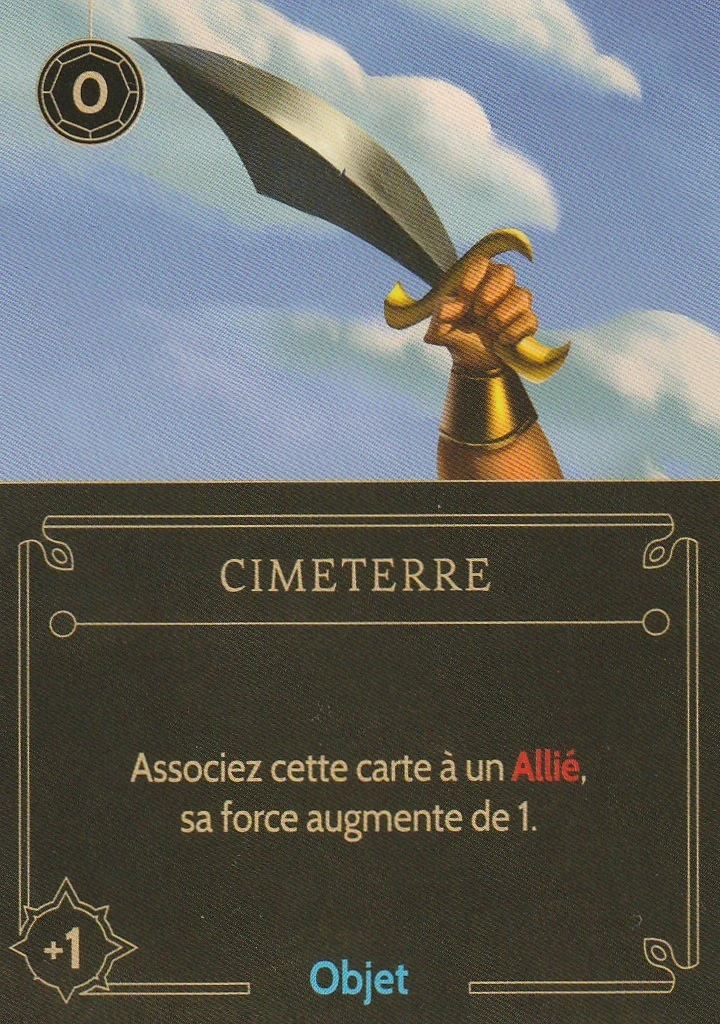 0
CIMETERRE
Associez cette carte à un Allié,
sa force augmente de 1.
+1
Objet